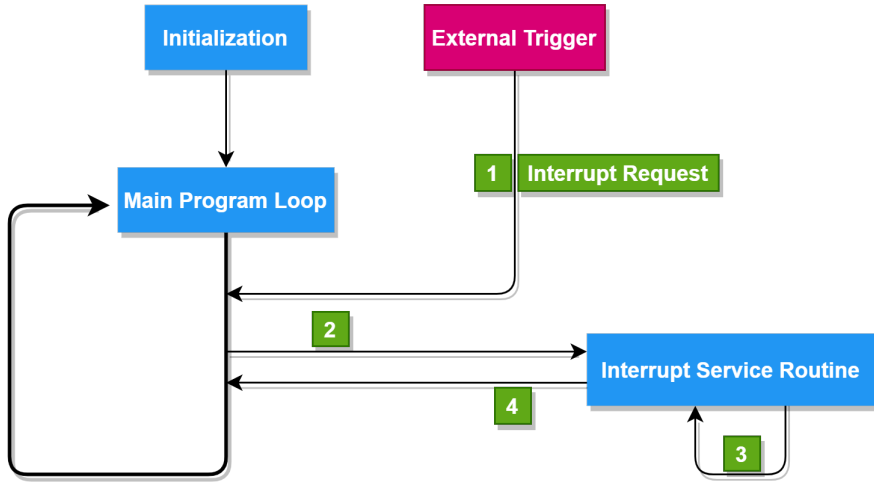 Initialization
External Trigger
1
Interrupt Request
Main Program Loop
2
Interrupt Service Routine
4
3